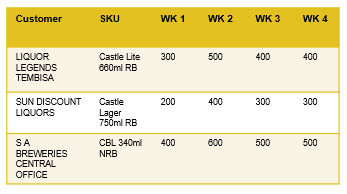 Customer SKU WK 1 WK 2 WK 3 WK 4
LIQUOR Castle Lite 300 500 400 400
LEGENDS 660ml RB
TEMBISA
SUN DISCOUNT Castle 200 400 300 300
LIQUORS Lager
750ml RB
S A CBL 340ml 400 600 500 500
BREWERIES NRB
CENTRAL
OFFICE